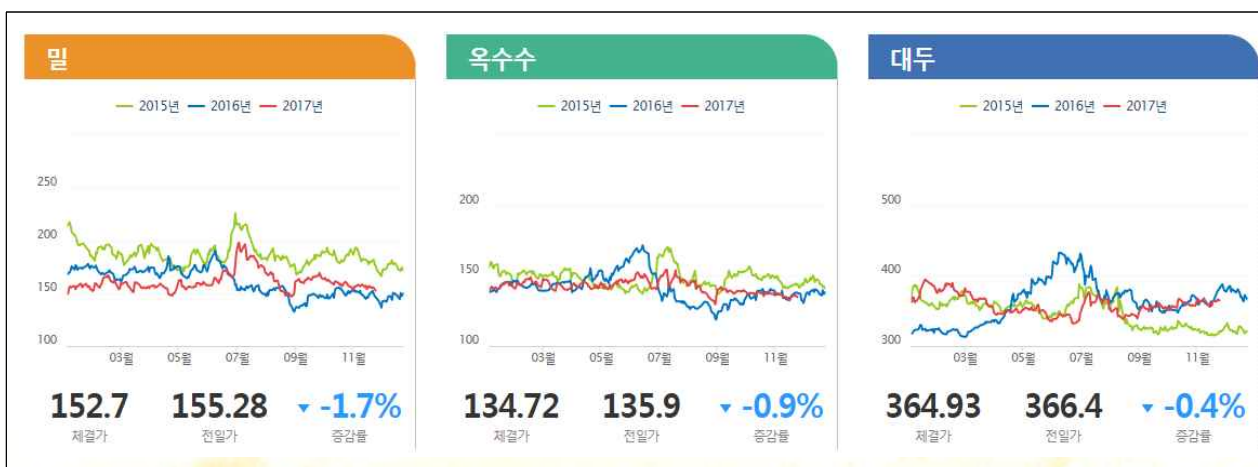 밀
2015년 2016년 2017년
250
200
150
100
03월 05월 07월 09월 11월
152.7 155.28 ▼ -1.7%
체결가 전일가 증감률
옥수수
2015년 2016년 2017년
200
150
100
03월 05월 07월 09월 11월
134.72 135.9 ▼ -0.9%
체결가 전일가 증감률
대두
2015년 2016년 2017년
500
400
300
03월 05월 07월 09월 11월
364.93 366.4 ▼ -0.4%
체결가 전일가 증감률